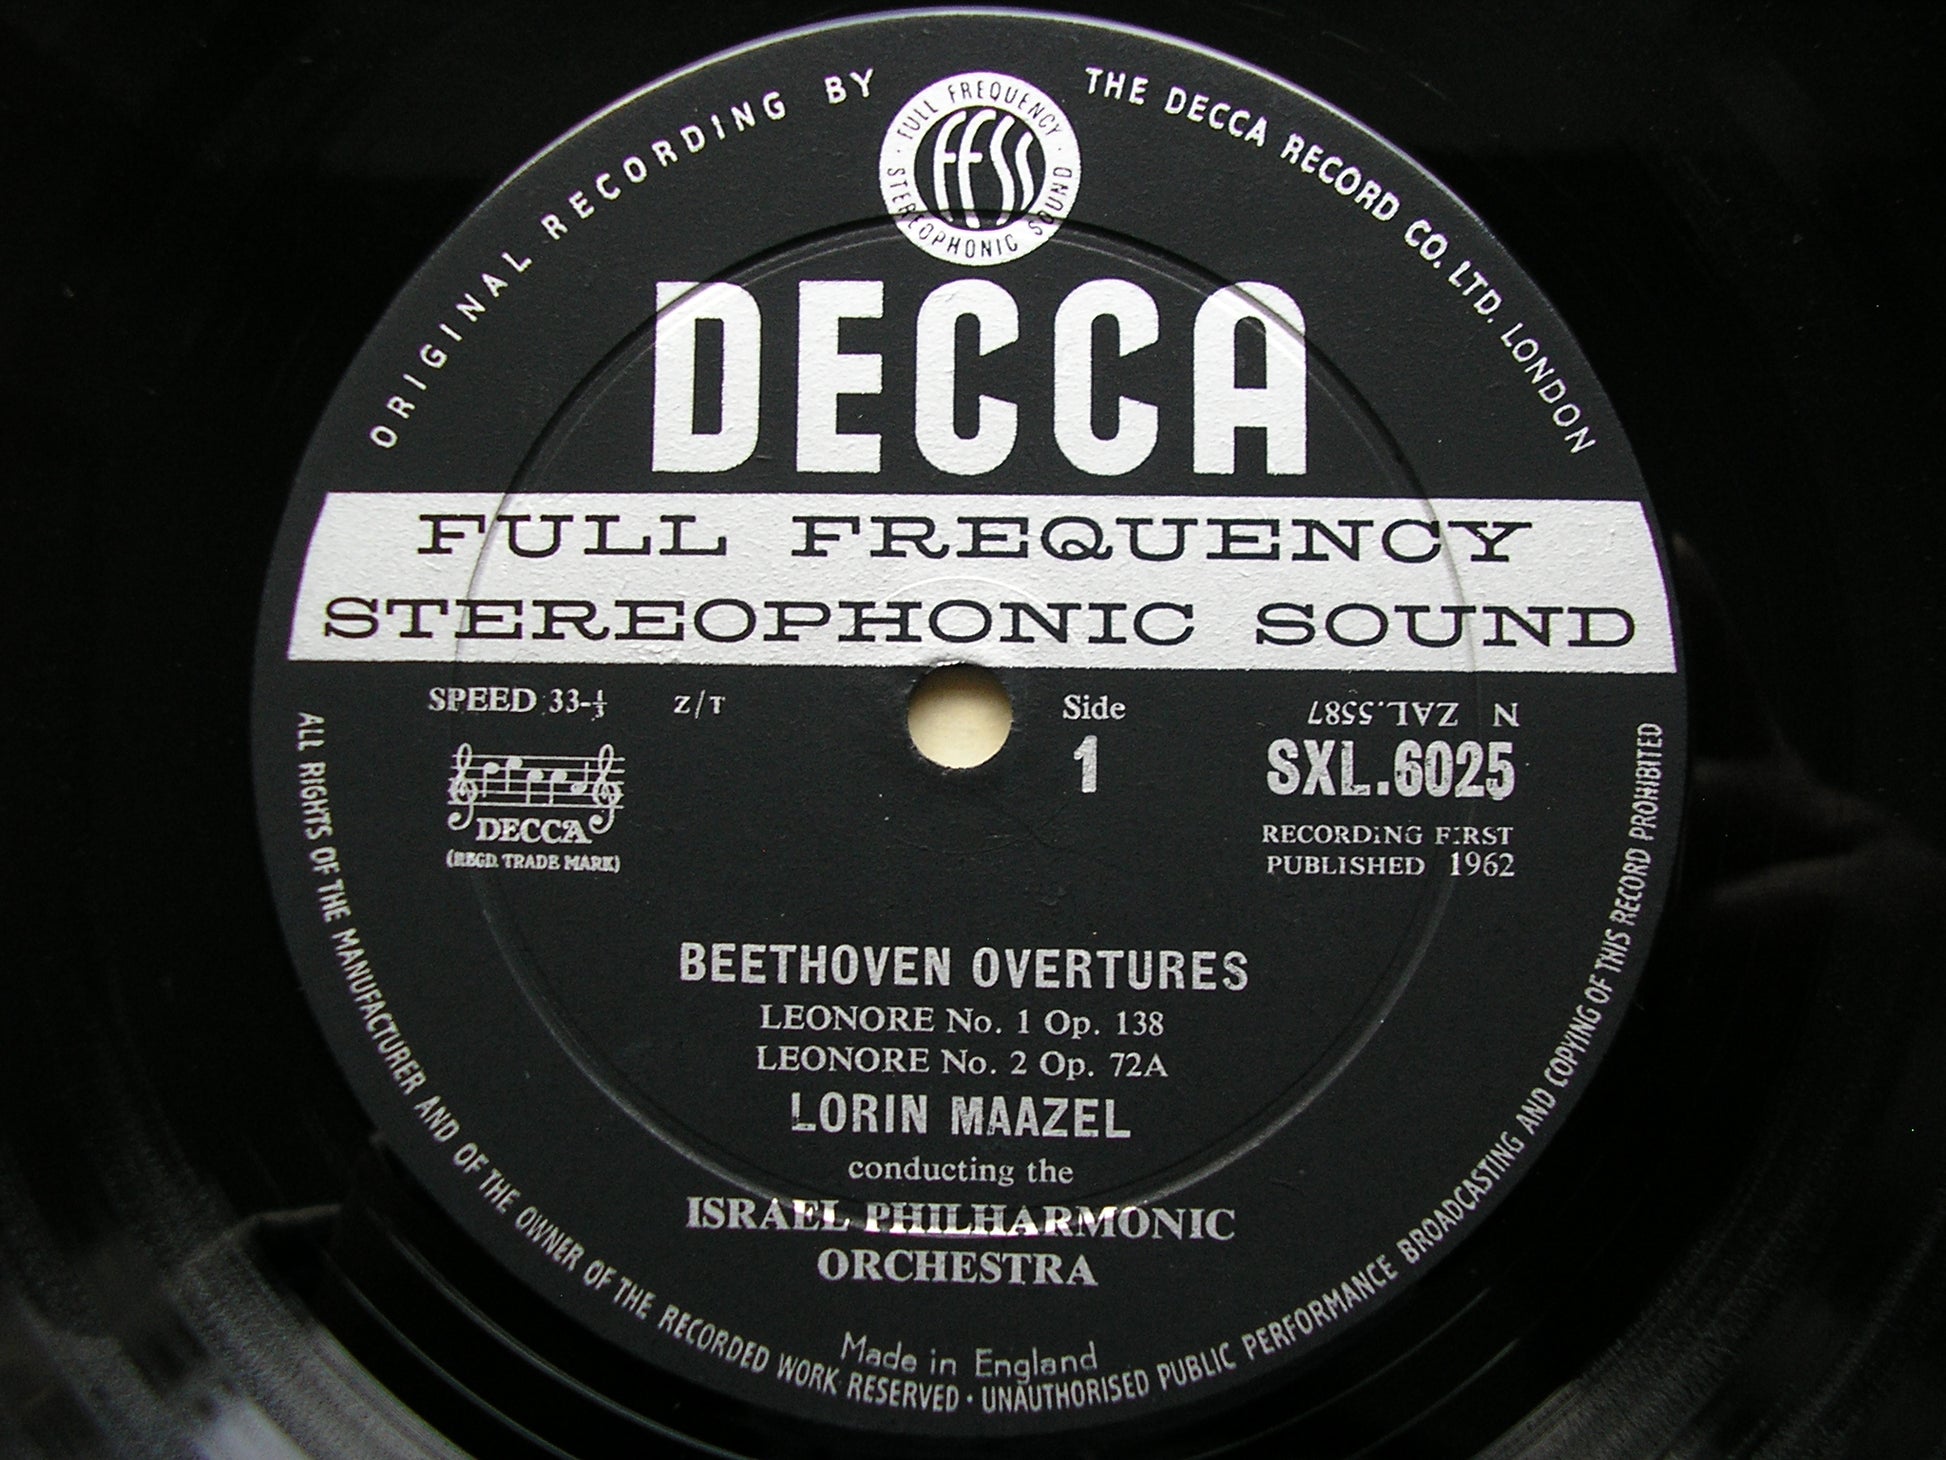 ORIGINAL RECORDING BY THE DECCA RECORD CO. LTD. LONDON
FULL FREQUENCY STEREOPHONIC SOUND
FFSS
DECCA
FULL FREQUENCY
STEREOPHONIC SOUND
SPEED 33-⅓ Z/T
Side
1
N ZAL.5587
SXL.6025
RECORDING FIRST
PUBLISHED 1962
DECCA
(REGD. TRADE MARK)
BEETHOVEN OVERTURES
LEONORE No. 1 Op. 138
LEONORE No. 2 Op. 72A
LORIN MAAZEL
conducting the
ISRAEL PHILHARMONIC
ORCHESTRA
Made in England
ALL RIGHTS OF THE MANUFACTURER AND OF THE OWNER OF THE RECORDED WORK RESERVED · UNAUTHORISED PUBLIC PERFORMANCE BROADCASTING AND COPYING OF THIS RECORD PROHIBITED